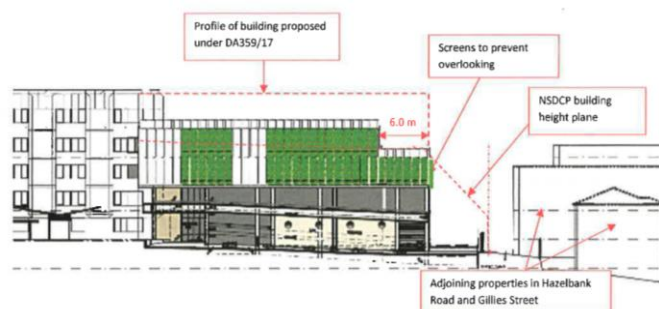 Profile of building proposed
under DA359/17
Screens to prevent
overlooking
NSDCP building
height plane
6.0 m
Adjoining properties in Hazelbank
Road and Gillies Street